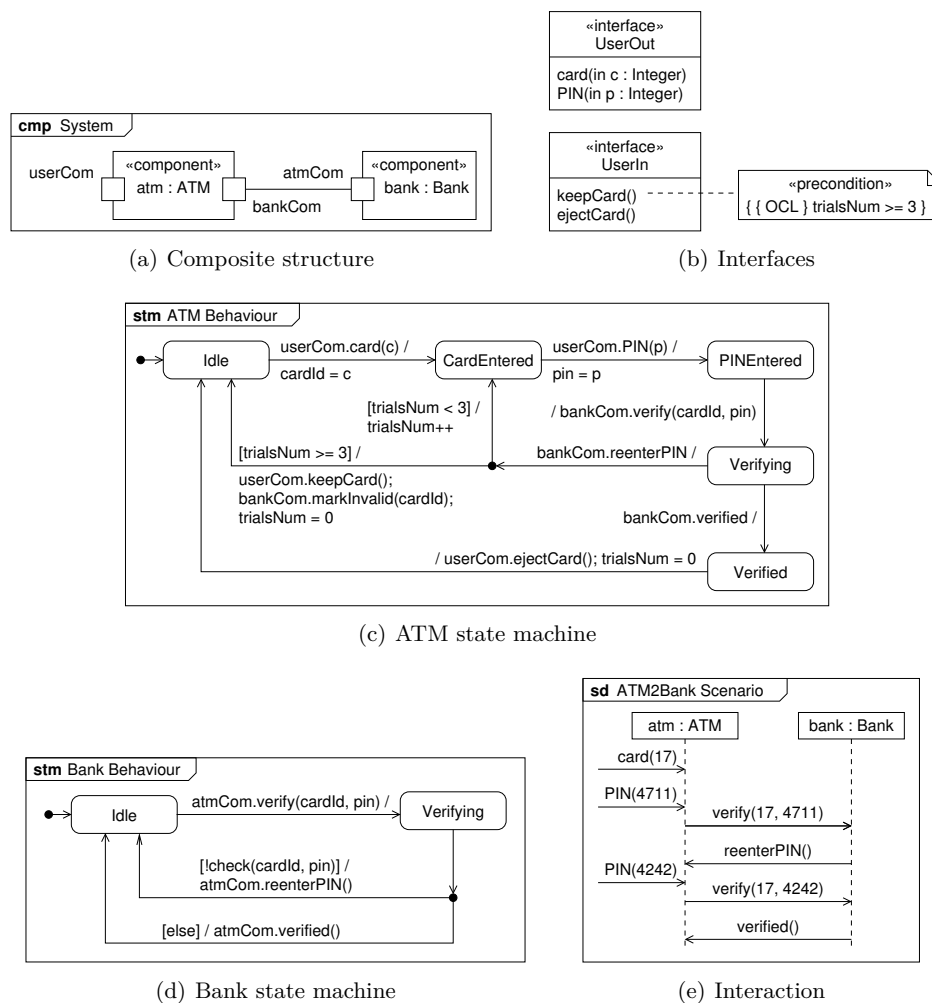 «interface»
UserOut
card(in c : Integer)
PIN(in p : Integer)
cmp System
userCom
«component»
atm : ATM
atmCom
bankCom
«component»
bank : Bank
«interface»
UserIn
keepCard()
ejectCard()
«precondition»
{ { OCL } trialsNum >= 3 }
(a) Composite structure
(b) Interfaces
stm ATM Behaviour
Idle
userCom.card(c) /
cardId = c
CardEntered
userCom.PIN(p) /
pin = p
PINEntered
[trialsNum < 3] /
trialsNum++
/ bankCom.verify(cardId, pin)
[trialsNum >= 3] /
userCom.keepCard();
bankCom.markInvalid(cardId);
trialsNum = 0
bankCom.reenterPIN /
Verifying
bankCom.verified /
/ userCom.ejectCard(); trialsNum = 0
Verified
(c) ATM state machine
stm Bank Behaviour
Idle
atmCom.verify(cardId, pin) /
Verifying
[!check(cardId, pin)] /
atmCom.reenterPIN()
[else] / atmCom.verified()
(d) Bank state machine
sd ATM2Bank Scenario
atm : ATM
bank : Bank
card(17)
PIN(4711)
verify(17, 4711)
reenterPIN()
PIN(4242)
verify(17, 4242)
verified()
(e) Interaction